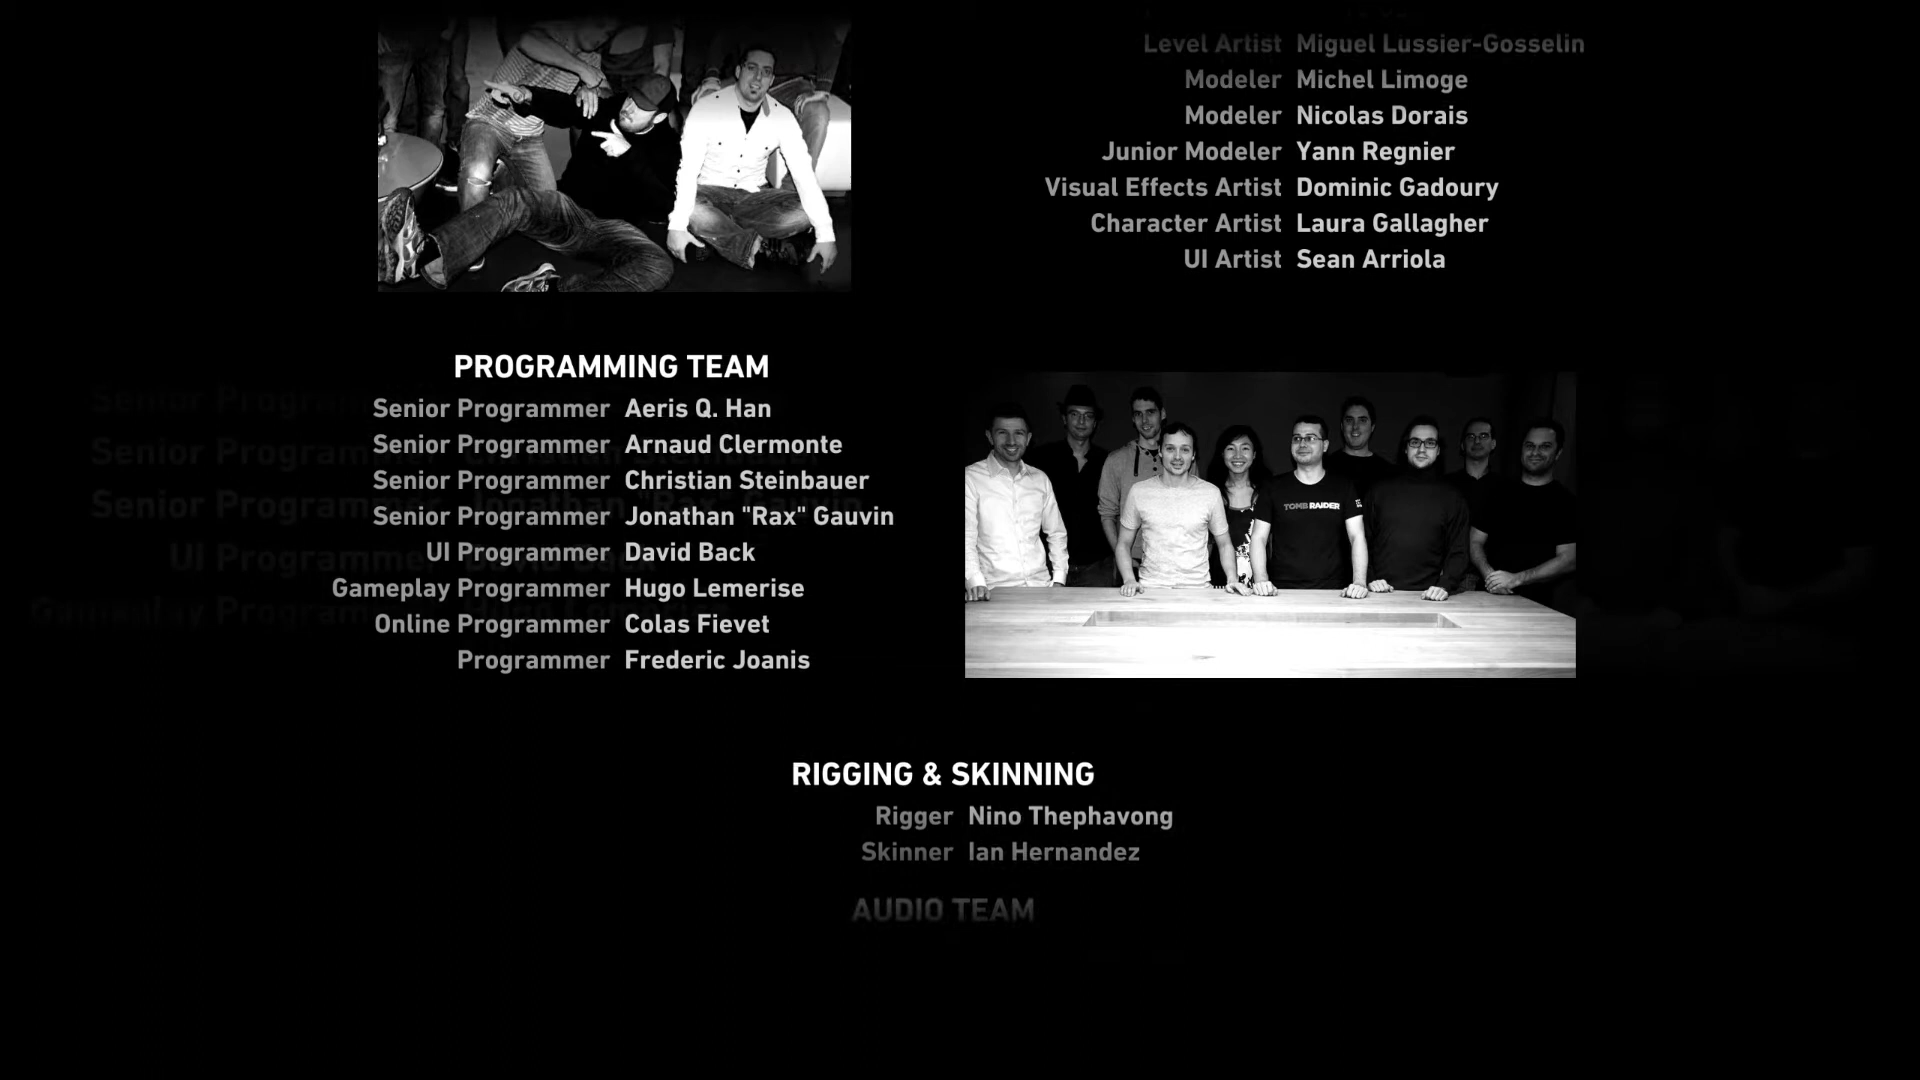 Level Artist Miguel Lussier-Gosselin
Modeler Michel Limoge
Modeler Nicolas Dorais
Junior Modeler Yann Regnier
Visual Effects Artist Dominic Gadoury
Character Artist Laura Gallagher
UI Artist Sean Arriola
PROGRAMMING TEAM
Senior Programmer Aeris Q. Han
Senior Programmer Arnaud Clermonte
Senior Programmer Christian Steinbauer
Senior Programmer Jonathan "Rax" Gauvin
UI Programmer David Back
Gameplay Programmer Hugo Lemerise
Online Programmer Colas Fievet
Programmer Frederic Joanis
TOMB RAIDER
RIGGING & SKINNING
Rigger Nino Thephavong
Skinner Ian Hernandez
AUDIO TEAM